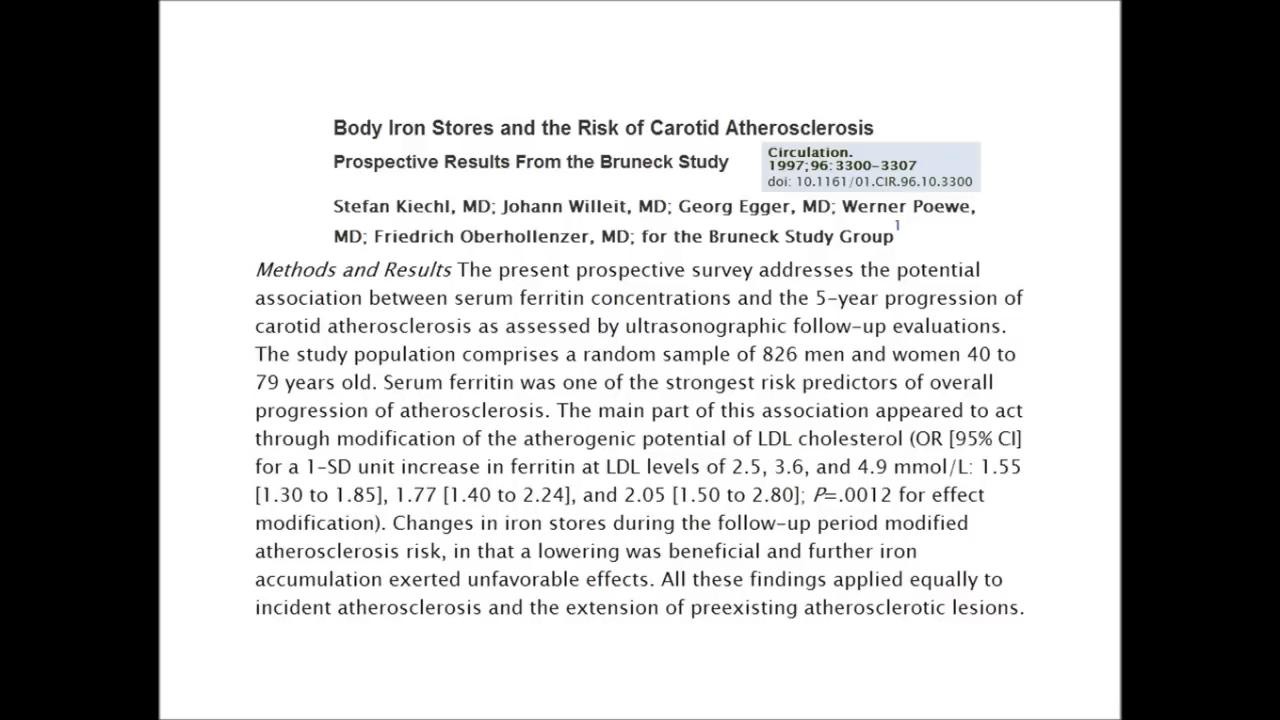 Body Iron Stores and the Risk of Carotid Atherosclerosis
Prospective Results From the Bruneck Study
Circulation.
1997;96:3300-3307
doi: 10.1161/01.CIR.96.10.3300
Stefan Kiechl, MD; Johann Willeit, MD; Georg Egger, MD; Werner Poewe,
MD; Friedrich Oberhollenzer, MD; for the Bruneck Study Group1
Methods and Results The present prospective survey addresses the potential
association between serum ferritin concentrations and the 5-year progression of
carotid atherosclerosis as assessed by ultrasonographic follow-up evaluations.
The study population comprises a random sample of 826 men and women 40 to
79 years old. Serum ferritin was one of the strongest risk predictors of overall
progression of atherosclerosis. The main part of this association appeared to act
through modification of the atherogenic potential of LDL cholesterol (OR [95% CI]
for a 1-SD unit increase in ferritin at LDL levels of 2.5, 3.6, and 4.9 mmol/L: 1.55
[1.30 to 1.85], 1.77 [1.40 to 2.24], and 2.05 [1.50 to 2.80]; P=.0012 for effect
modification). Changes in iron stores during the follow-up period modified
atherosclerosis risk, in that a lowering was beneficial and further iron
accumulation exerted unfavorable effects. All these findings applied equally to
incident atherosclerosis and the extension of preexisting atherosclerotic lesions.